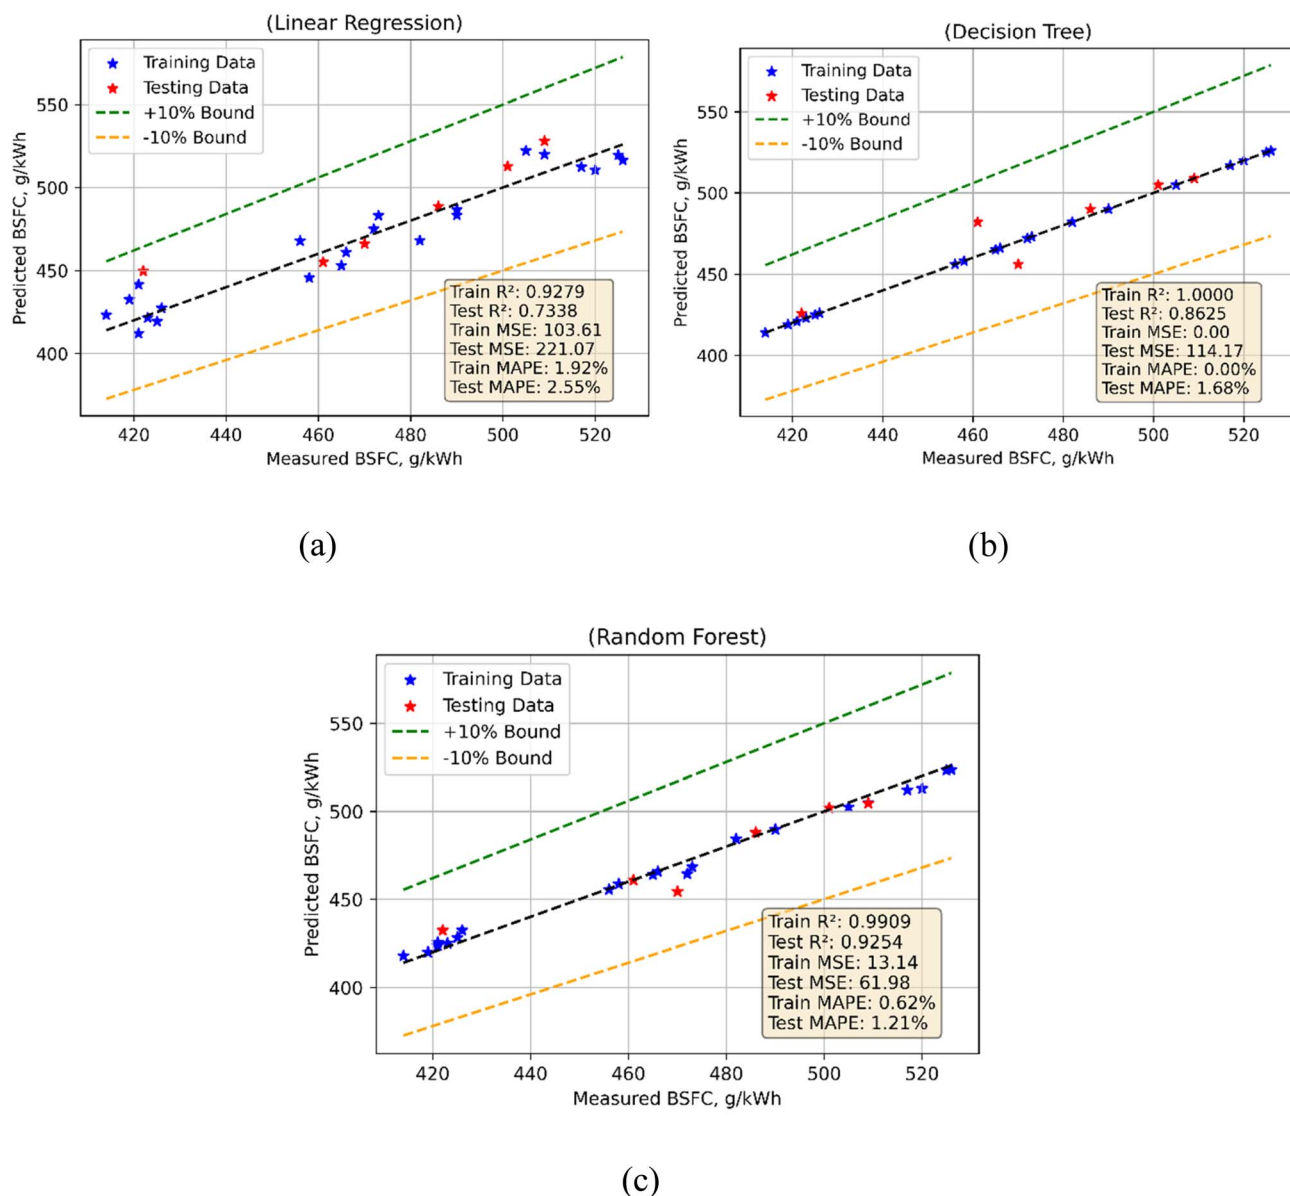 (Linear Regression)
Training Data
Testing Data
+10% Bound
-10% Bound
550
500
450
400
Predicted BSFC, g/kWh
Train R²: 0.9279
Test R²: 0.7338
Train MSE: 103.61
Test MSE: 221.07
Train MAPE: 1.92%
Test MAPE: 2.55%
420 440 460 480 500 520
Measured BSFC, g/kWh
(a)
(Decision Tree)
Training Data
Testing Data
+10% Bound
-10% Bound
550
500
450
400
Predicted BSFC, g/kWh
Train R²: 1.0000
Test R²: 0.8625
Train MSE: 0.00
Test MSE: 114.17
Train MAPE: 0.00%
Test MAPE: 1.68%
420 440 460 480 500 520
Measured BSFC, g/kWh
(b)
(Random Forest)
Training Data
Testing Data
+10% Bound
-10% Bound
550
500
450
400
Predicted BSFC, g/kWh
Train R²: 0.9909
Test R²: 0.9254
Train MSE: 13.14
Test MSE: 61.98
Train MAPE: 0.62%
Test MAPE: 1.21%
420 440 460 480 500 520
Measured BSFC, g/kWh
(c)